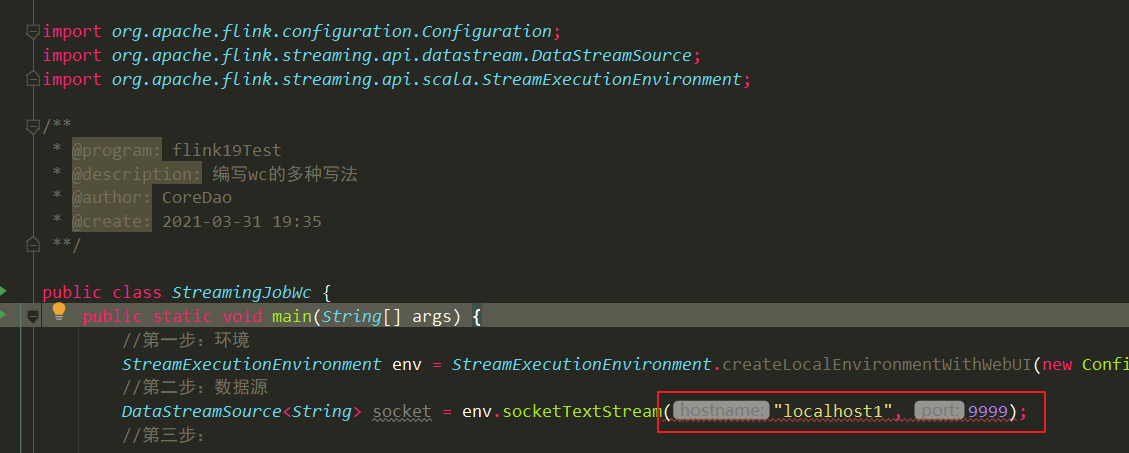 import org.apache.flink.configuration.Configuration;
import org.apache.flink.streaming.api.datastream.DataStreamSource;
import org.apache.flink.streaming.api.scala.StreamExecutionEnvironment;
/**
* @program: flink19Test
* @description: 编写wc的多种写法
* @author: CoreDao
* @create: 2021-03-31 19:35
**/
public class StreamingJobWc {
public static void main(String[] args) {
//第一步：环境
StreamExecutionEnvironment env = StreamExecutionEnvironment.createLocalEnvironmentWithWebUI(new Confi
//第二步：数据源
DataStreamSource<String> socket = env.socketTextStream( hostname: "localhost1", port: 9999);
//第三步：